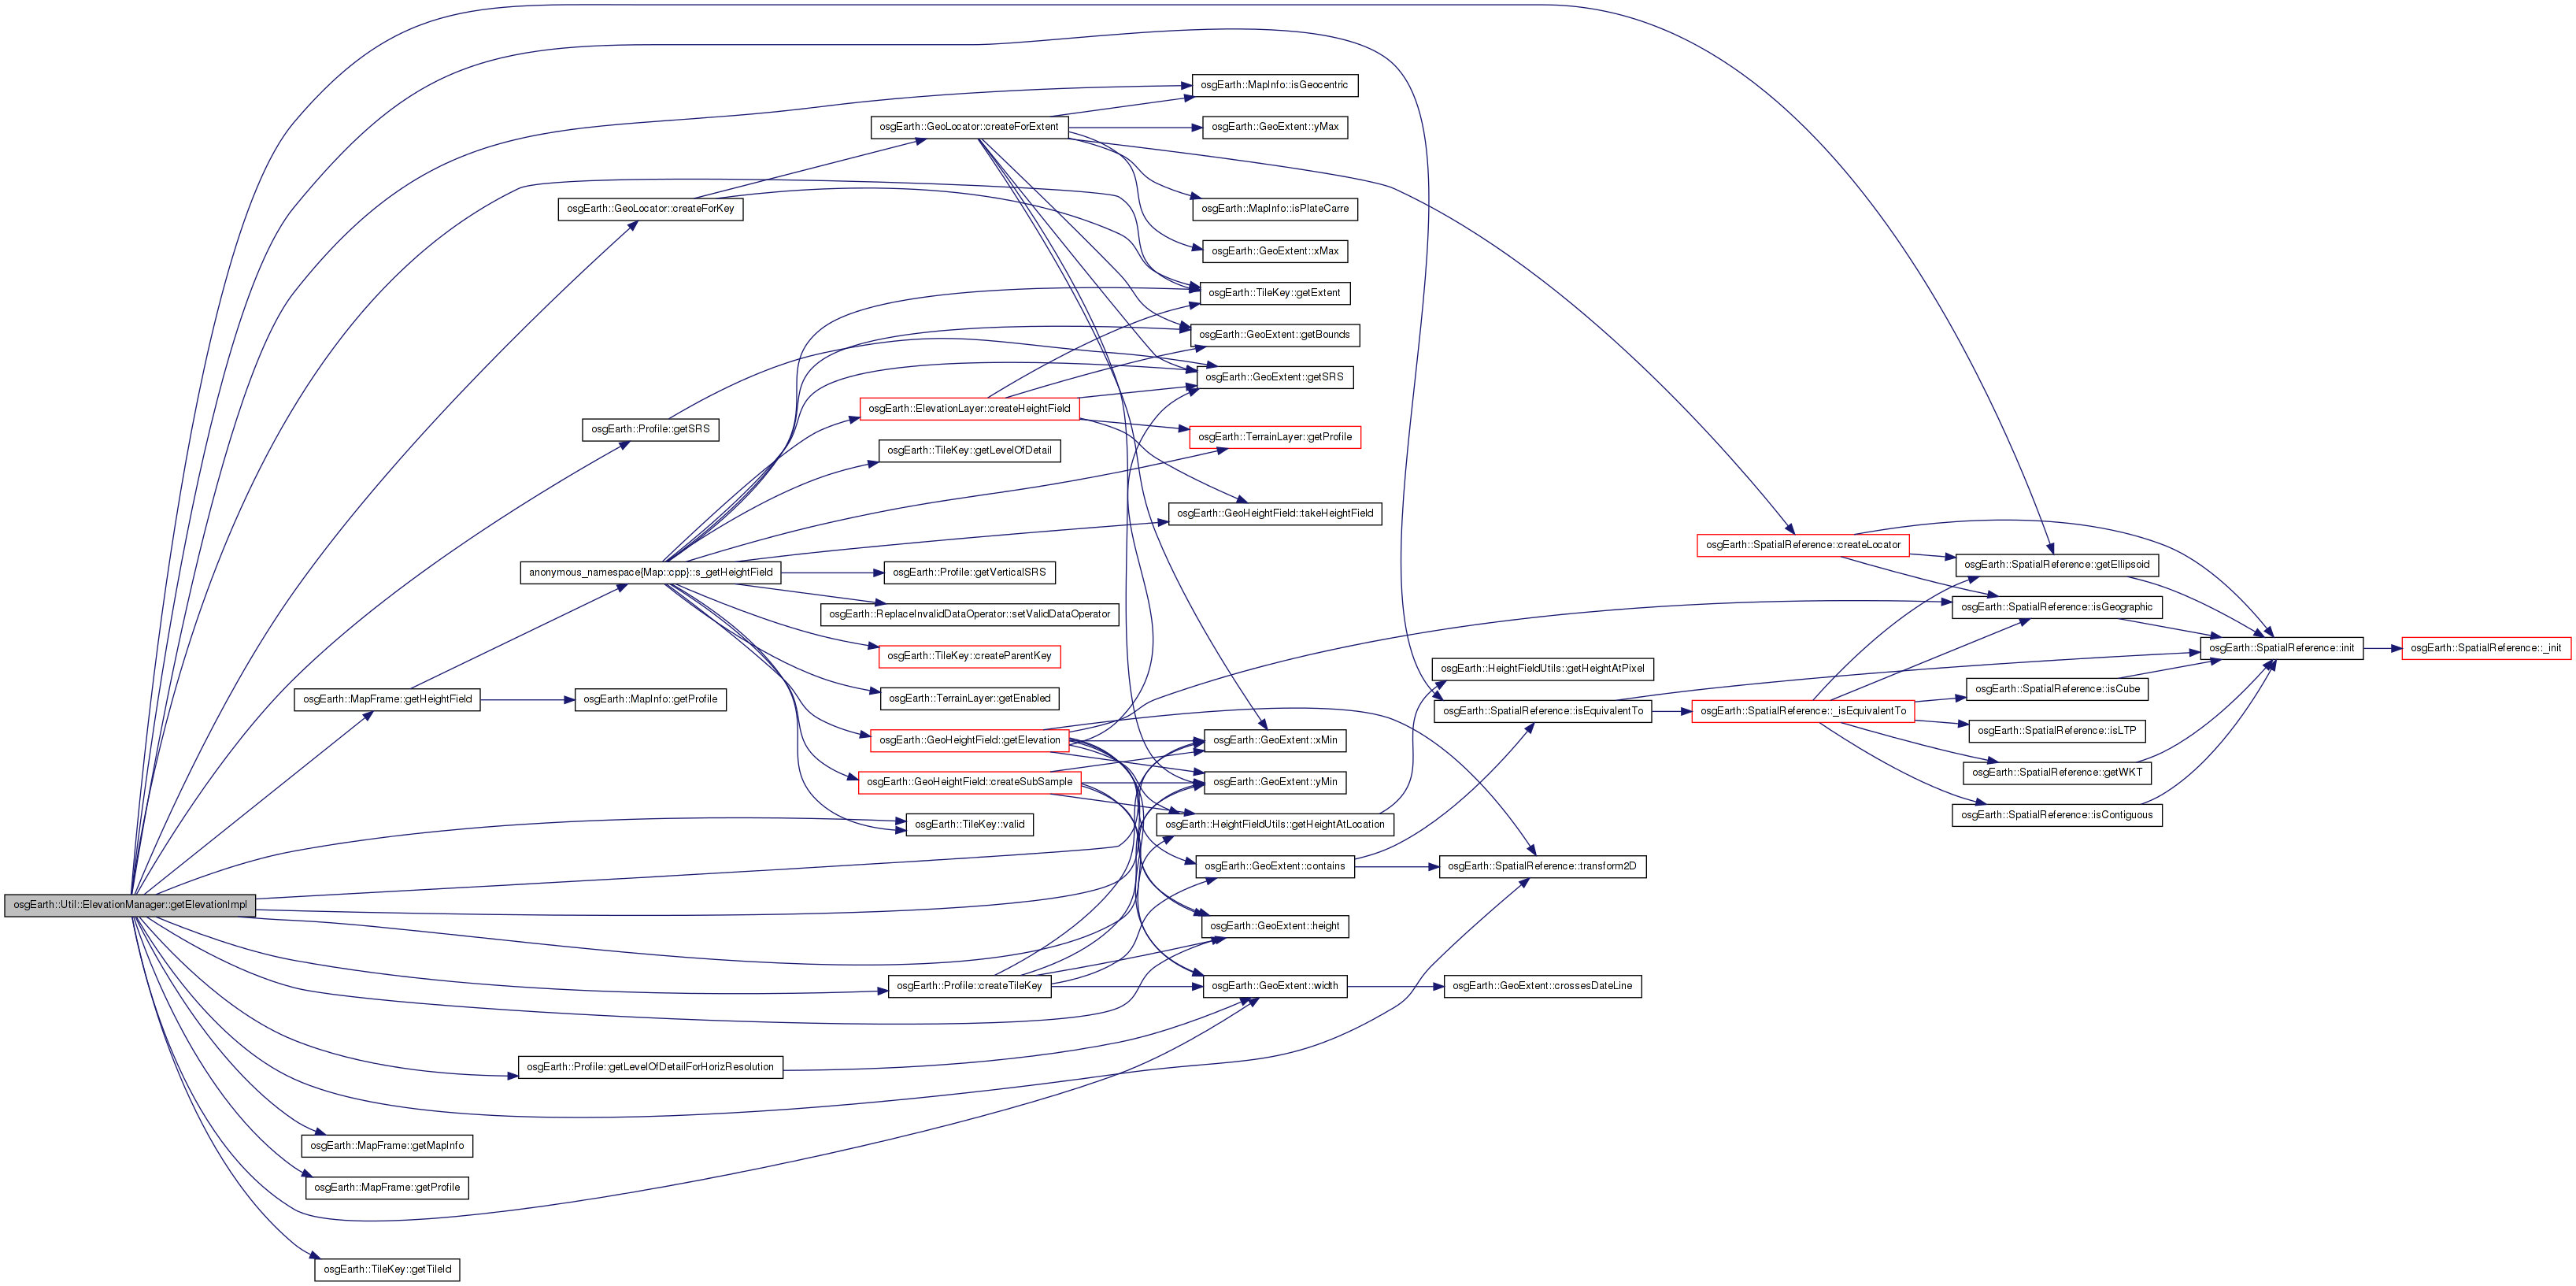 osgEarth::MapInfo::isGeocentric
osgEarth::GeoLocator::createForExtent
osgEarth::GeoExtent::yMax
osgEarth::GeoLocator::createForKey
osgEarth::MapInfo::isPlateCarre
osgEarth::GeoExtent::xMax
osgEarth::TileKey::getExtent
osgEarth::GeoExtent::getBounds
osgEarth::GeoExtent::getSRS
osgEarth::ElevationLayer::createHeightField
osgEarth::Profile::getSRS
osgEarth::TerrainLayer::getProfile
osgEarth::TileKey::getLevelOfDetail
osgEarth::GeoHeightField::takeHeightField
osgEarth::SpatialReference::createLocator
osgEarth::SpatialReference::getEllipsoid
anonymous_namespace{Map::cpp}::s_getHeightField
osgEarth::Profile::getVerticalSRS
osgEarth::SpatialReference::isGeographic
osgEarth::ReplaceInvalidDataOperator::setValidDataOperator
osgEarth::SpatialReference::init
osgEarth::SpatialReference::_init
osgEarth::TileKey::createParentKey
osgEarth::HeightFieldUtils::getHeightAtPixel
osgEarth::SpatialReference::isCube
osgEarth::MapFrame::getHeightField
osgEarth::MapInfo::getProfile
osgEarth::TerrainLayer::getEnabled
osgEarth::SpatialReference::isEquivalentTo
osgEarth::SpatialReference::_isEquivalentTo
osgEarth::SpatialReference::isLTP
osgEarth::GeoHeightField::getElevation
osgEarth::GeoExtent::xMin
osgEarth::SpatialReference::getWKT
osgEarth::GeoHeightField::createSubSample
osgEarth::GeoExtent::yMin
osgEarth::SpatialReference::isContiguous
osgEarth::TileKey::valid
osgEarth::HeightFieldUtils::getHeightAtLocation
osgEarth::GeoExtent::contains
osgEarth::SpatialReference::transform2D
osgEarth::Util::ElevationManager::getElevationImpl
osgEarth::GeoExtent::height
osgEarth::Profile::createTileKey
osgEarth::GeoExtent::width
osgEarth::GeoExtent::crossesDateLine
osgEarth::Profile::getLevelOfDetailForHorizResolution
osgEarth::MapFrame::getMapInfo
osgEarth::MapFrame::getProfile
osgEarth::TileKey::getTileId